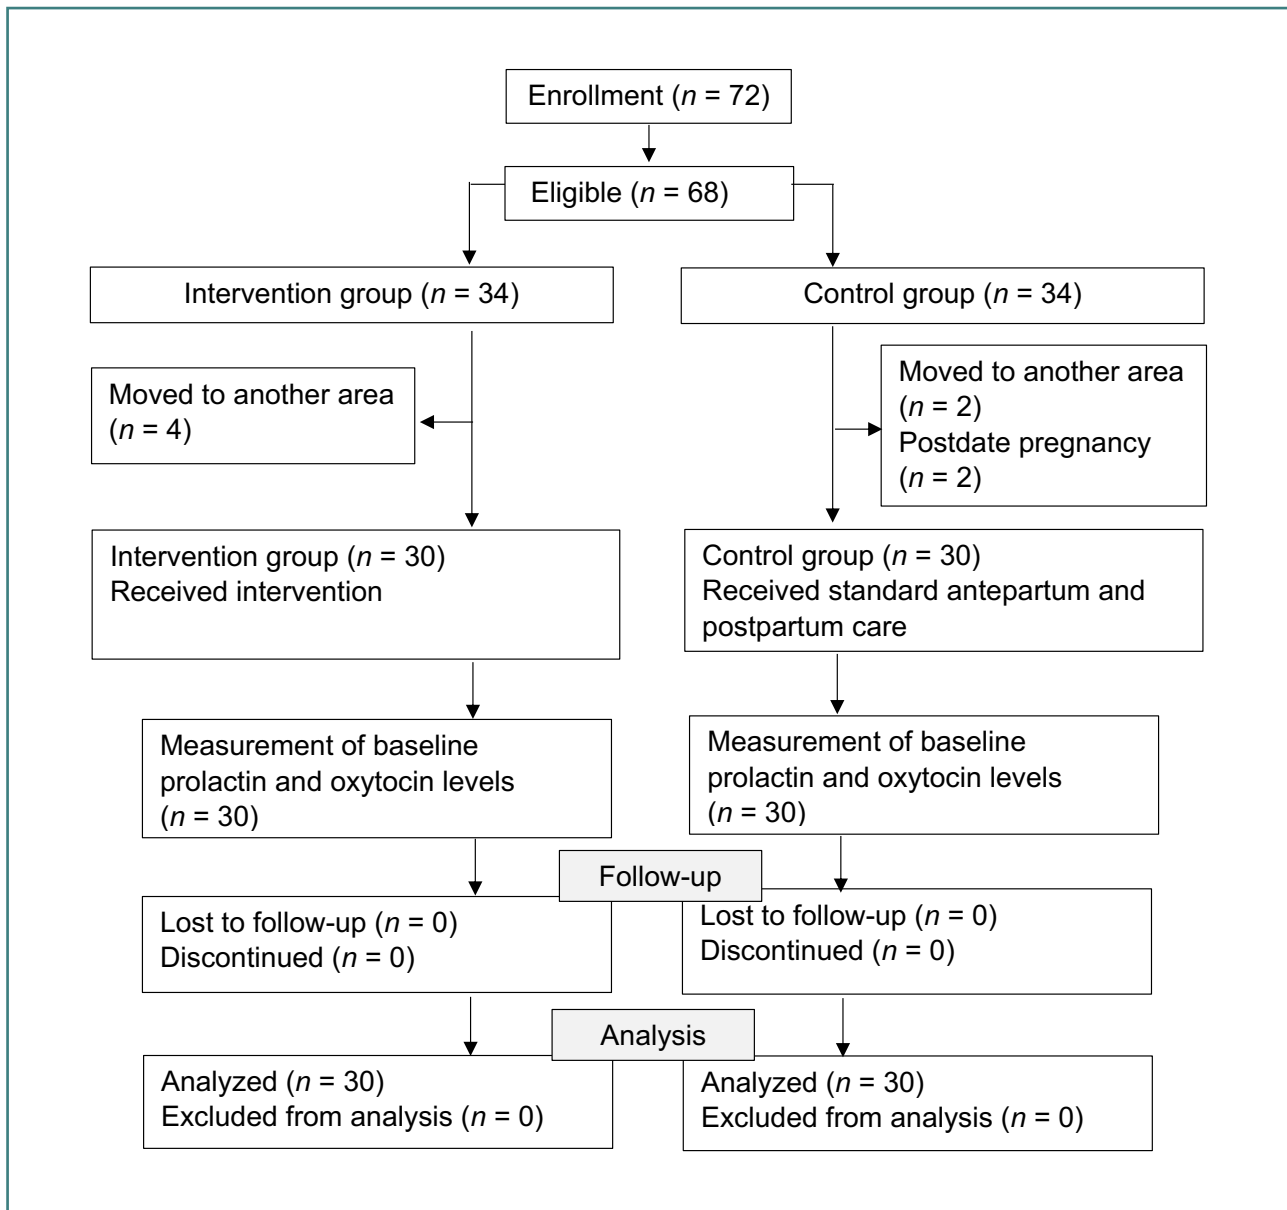 Enrollment (n = 72)
Eligible (n = 68)
Intervention group (n = 34)
Control group (n = 34)
Moved to another area
(n = 4)
Moved to another area
(n = 2)
Postdate pregnancy
(n = 2)
Intervention group (n = 30)
Received intervention
Control group (n = 30)
Received standard antepartum and
postpartum care
Measurement of baseline
prolactin and oxytocin levels
(n = 30)
Measurement of baseline
prolactin and oxytocin levels
(n = 30)
Follow-up
Lost to follow-up (n = 0)
Discontinued (n = 0)
Lost to follow-up (n = 0)
Discontinued (n = 0)
Analysis
Analyzed (n = 30)
Excluded from analysis (n = 0)
Analyzed (n = 30)
Excluded from analysis (n = 0)